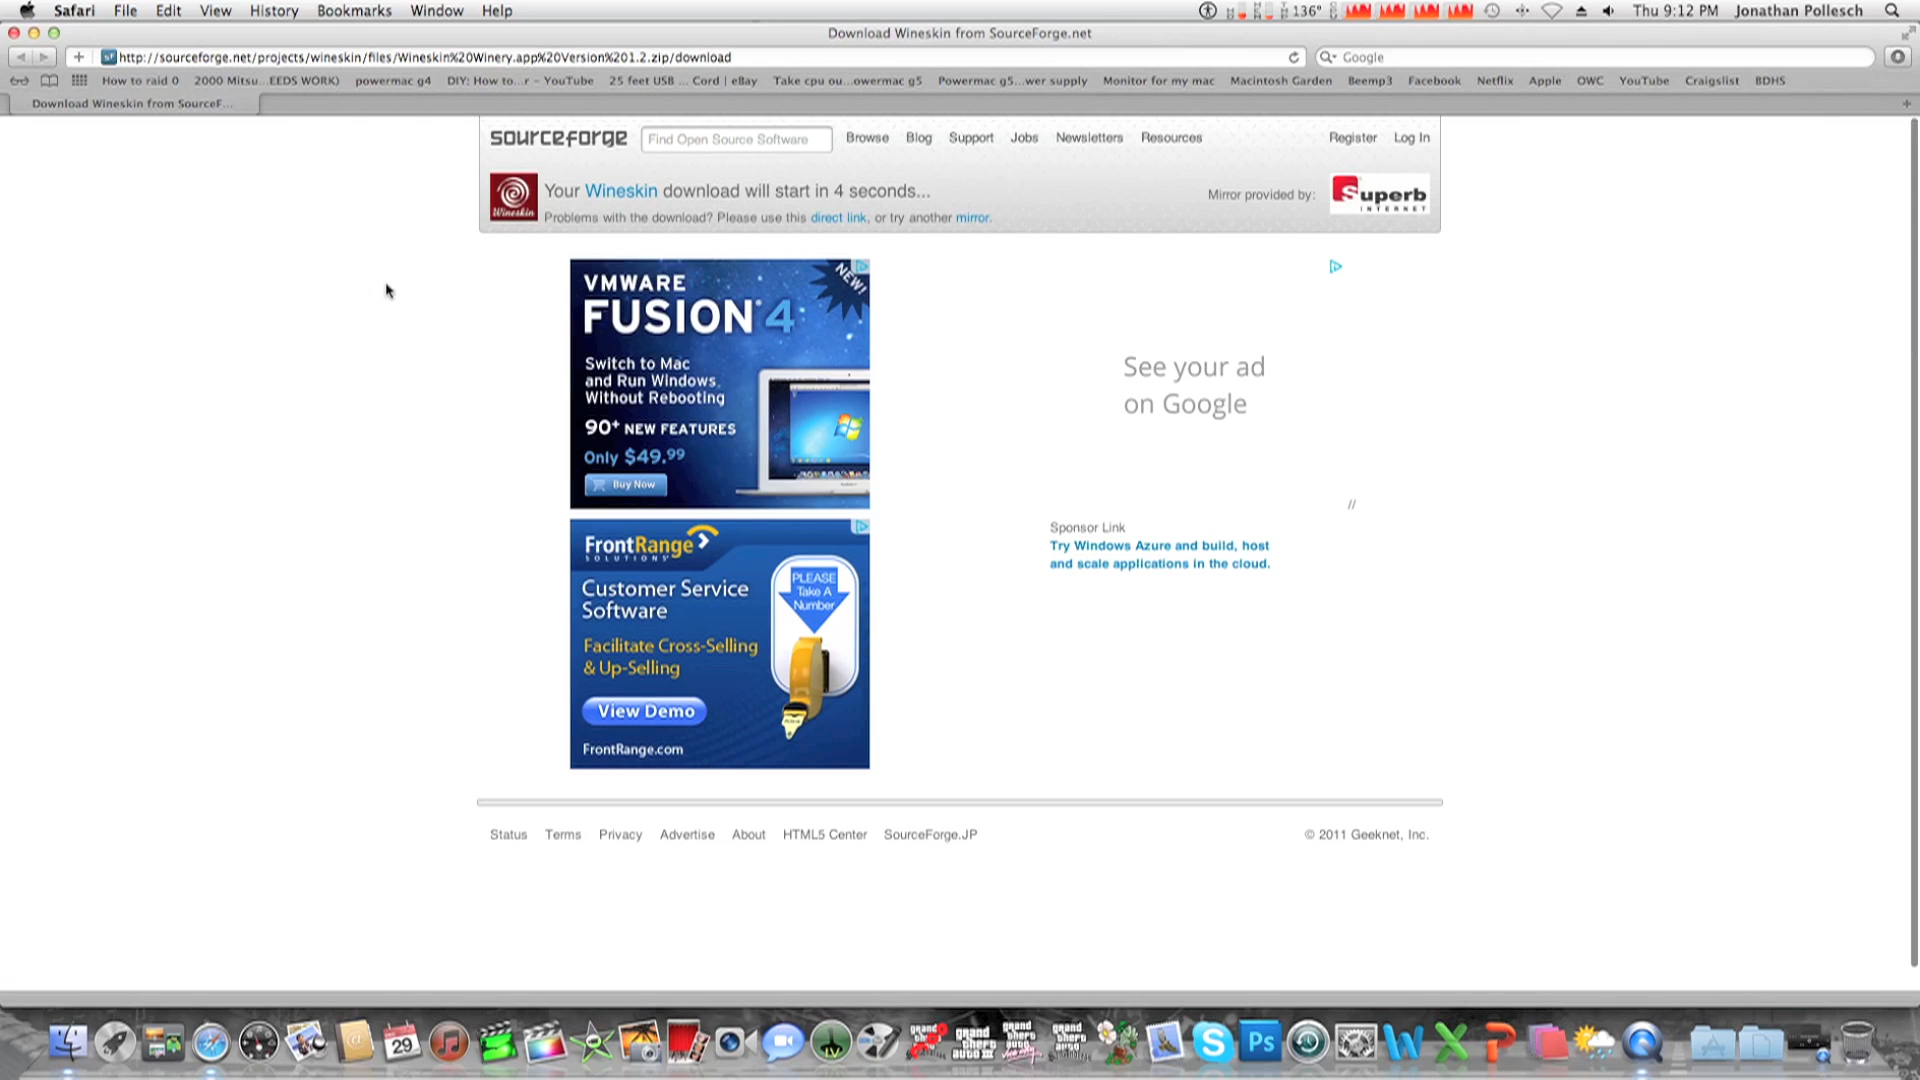 Safari File Edit View History Bookmarks Window Help 136° Thu 9:12 PM Jonathan Pollesch
Download Wineskin from SourceForge.net
http://sourceforge.net/projects/wineskin/files/Wineskin%20Winery.app%20Version%201.2.zip/download Google
How to raid 0 2000 Mitsu...EEDS WORK) powermac g4 DIY: How to...r – YouTube 25 feet USB ... Cord | eBay Take cpu ou...owermac g5 Powermac g5...wer supply Monitor for my mac Macintosh Garden Beemp3 Facebook Netflix Apple OWC YouTube Craigslist BDHS
Download Wineskin from SourceF...
sourceforge Find Open Source Software Browse Blog Support Jobs Newsletters Resources Register Log In
Wineskin Your Wineskin download will start in 4 seconds... Mirror provided by: Superb INTERNET
Problems with the download? Please use this direct link, or try another mirror.
NEW!
VMWARE
FUSION 4
Switch to Mac
and Run Windows
Without Rebooting
90+ NEW FEATURES
Only $49.99
Buy Now
See your ad
on Google
//
Sponsor Link
Try Windows Azure and build, host
and scale applications in the cloud.
FrontRange
SOLUTIONS
Customer Service
Software
Facilitate Cross-Selling
& Up-Selling
View Demo
FrontRange.com
PLEASE
Take A
Number
Status Terms Privacy Advertise About HTML5 Center SourceForge.JP © 2011 Geeknet, Inc.
29
TV
Ps